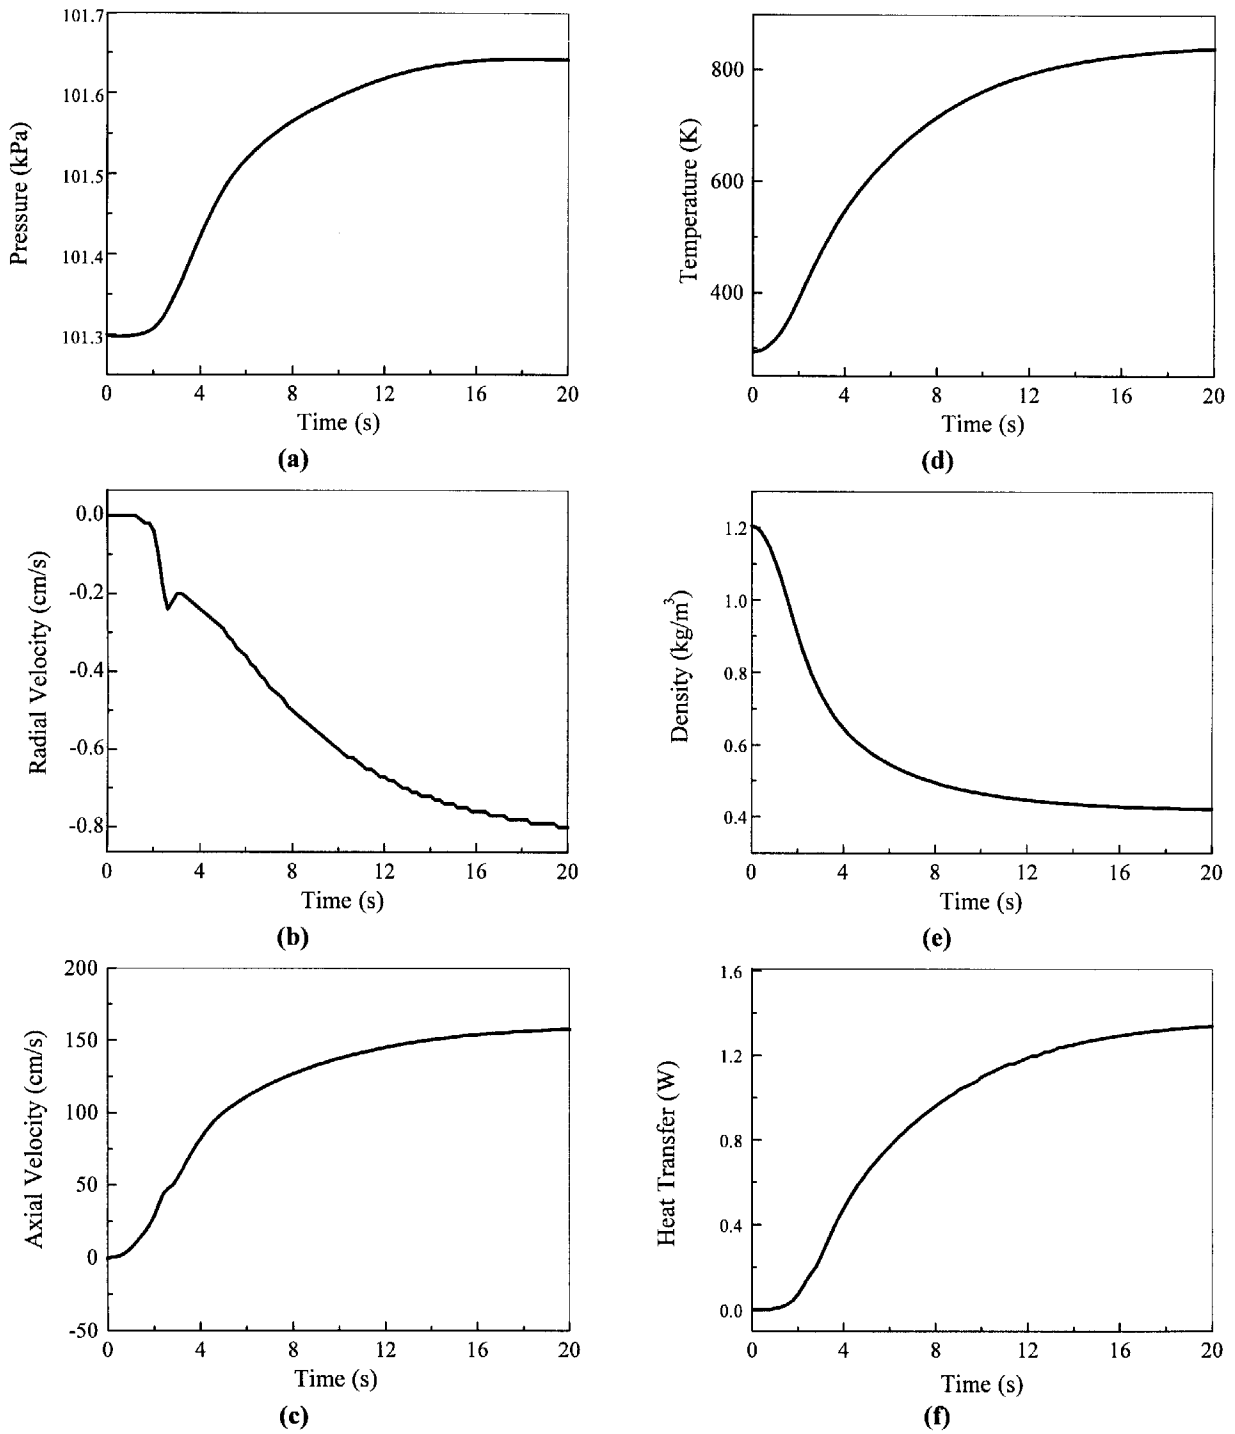 101.7
101.6
101.5
101.4
101.3
Pressure (kPa)
0 4 8 12 16 20
Time (s)
(a)
800
600
400
Temperature (K)
0 4 8 12 16 20
Time (s)
(d)
0.0
-0.2
-0.4
-0.6
-0.8
Radial Velocity (cm/s)
0 4 8 12 16 20
Time (s)
(b)
1.2
1.0
0.8
0.6
0.4
Density (kg/m³)
0 4 8 12 16 20
Time (s)
(e)
200
150
100
50
0
-50
Axial Velocity (cm/s)
0 4 8 12 16 20
Time (s)
(c)
1.6
1.2
0.8
0.4
0.0
Heat Transfer (W)
0 4 8 12 16 20
Time (s)
(f)